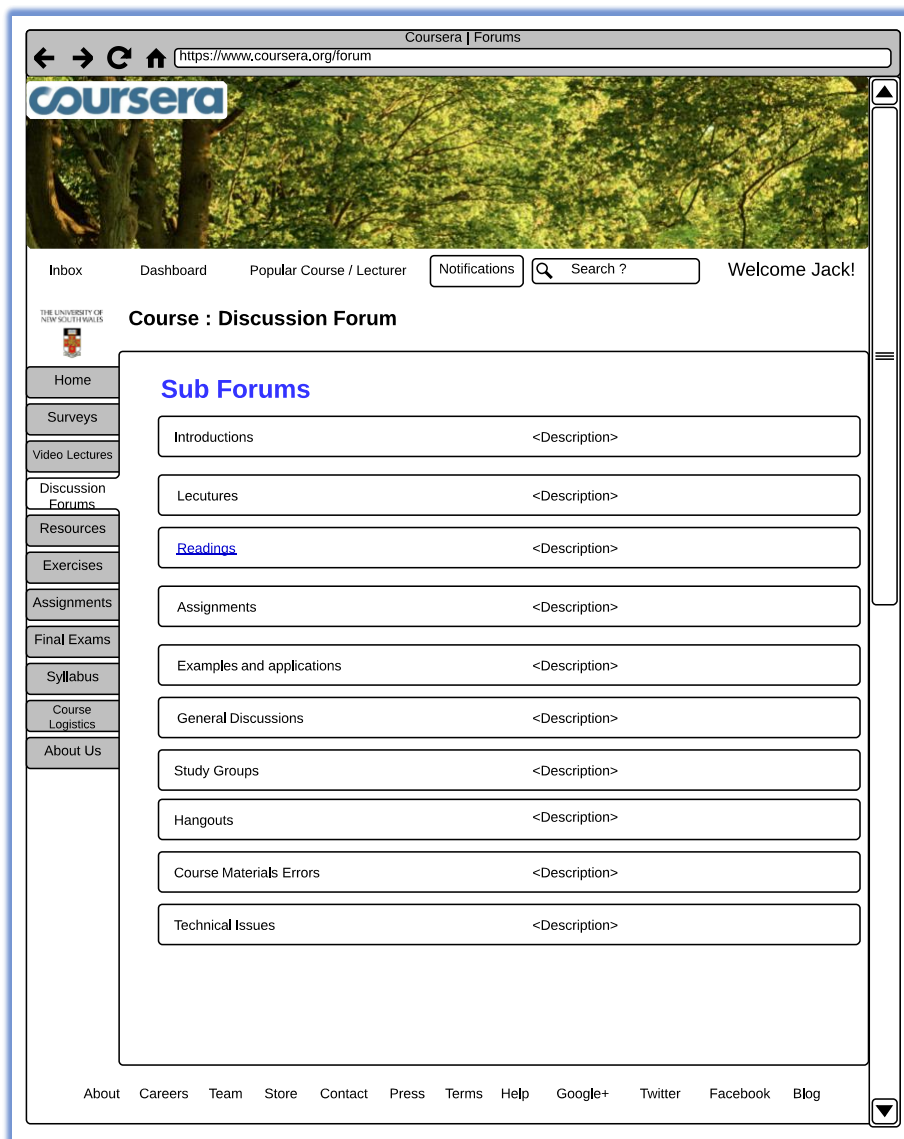 Coursera | Forums
https://www.coursera.org/forum
coursera
Inbox Dashboard Popular Course / Lecturer Notifications Search ? Welcome Jack!
THE UNIVERSITY OF
NEW SOUTH WALES
Course : Discussion Forum
Home
Surveys
Video Lectures
Discussion
Forums
Resources
Exercises
Assignments
Final Exams
Syllabus
Course
Logistics
About Us
Sub Forums
Introductions <Description>
Lecutures <Description>
Readings <Description>
Assignments <Description>
Examples and applications <Description>
General Discussions <Description>
Study Groups <Description>
Hangouts <Description>
Course Materials Errors <Description>
Technical Issues <Description>
About Careers Team Store Contact Press Terms Help Google+ Twitter Facebook Blog